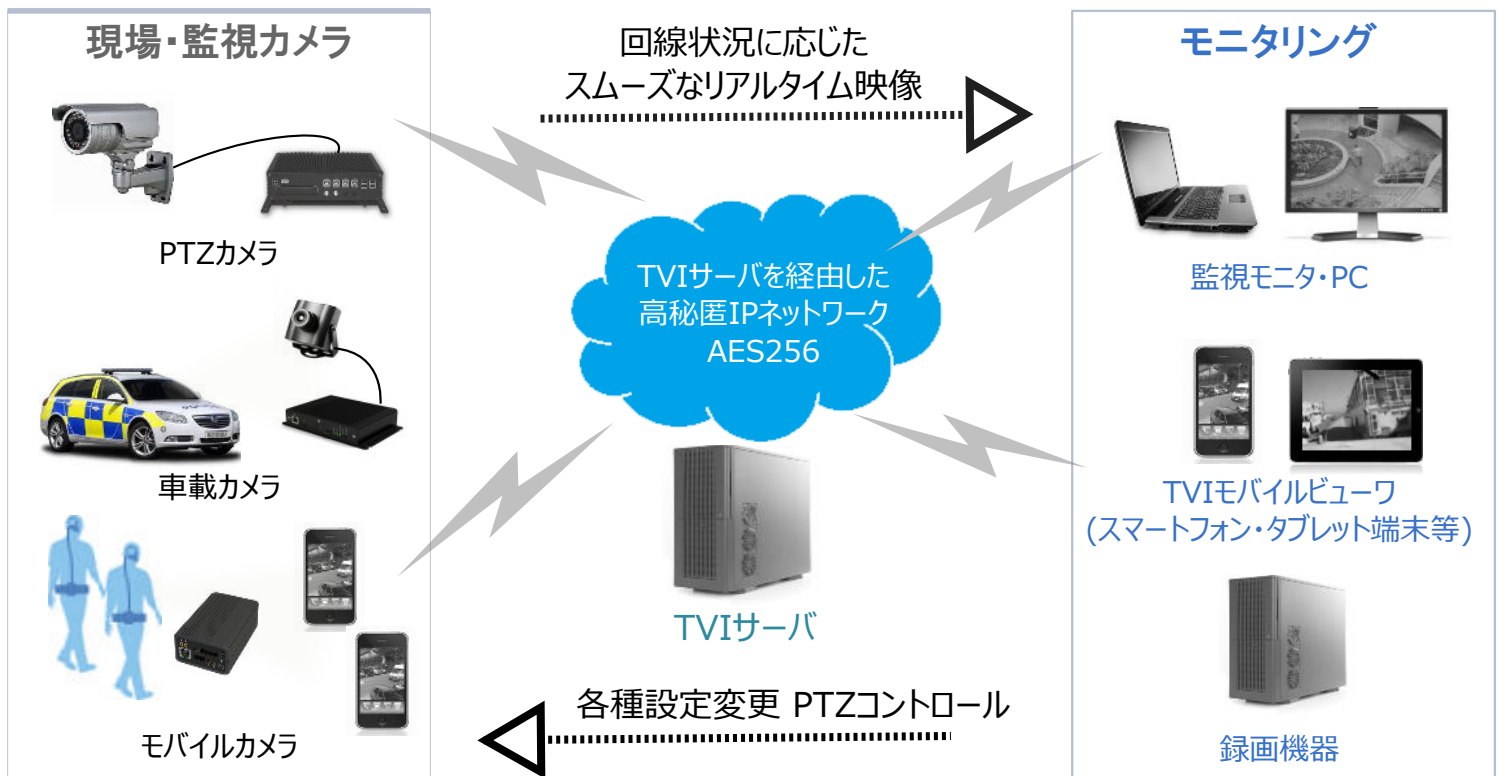 現場・監視カメラ
PTZカメラ
車載カメラ
モバイルカメラ
回線状況に応じた
スムーズなリアルタイム映像
TVIサーバを経由した
高秘匿IPネットワーク
AES256
TVIサーバ
各種設定変更 PTZコントロール
モニタリング
監視モニタ・PC
TVIモバイルビューワ
(スマートフォン・タブレット端末等)
録画機器